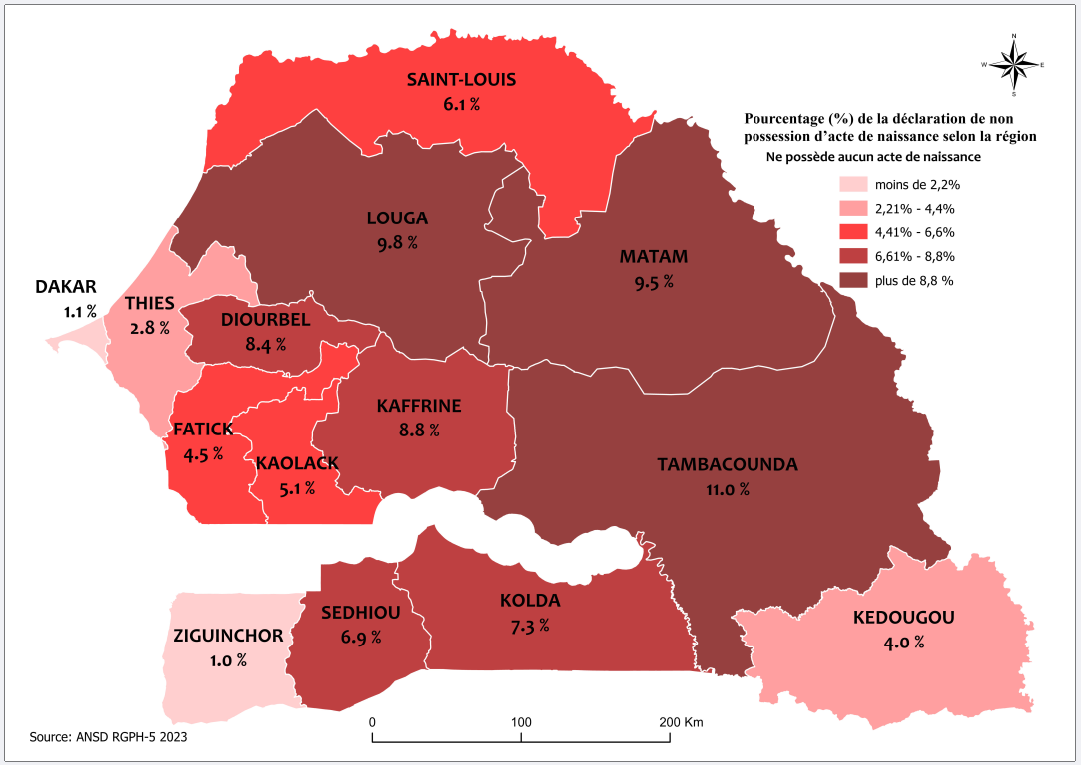 N
W
E
S
SAINT-LOUIS
6.1 %
Pourcentage (%) de la déclaration de non
possession d'acte de naissance selon la région
Ne possède aucun acte de naissance
moins de 2,2%
2,21% - 4,4%
4,41% - 6,6%
6,61% - 8,8%
plus de 8,8 %
LOUGA
9.8 %
MATAM
9.5 %
DAKAR
1.1 %
THIES
2.8 %
DIOURBEL
8.4 %
KAFFRINE
8.8 %
FATICK
4.5 %
KAOLACK
5.1 %
TAMBACOUNDA
11.0 %
SEDHIOU
6.9 %
KOLDA
7.3 %
KEDOUGOU
4.0 %
ZIGUINCHOR
1.0 %
0
100
200 Km
Source: ANSD RGPH-5 2023